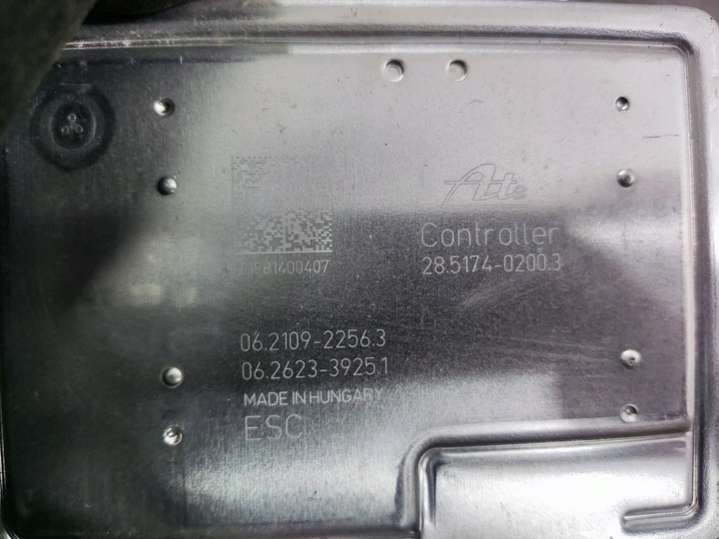 Ate
Controller
28.5174-0200.3
06.2109-2256.3
06.2623-3925.1
MADE IN HUNGARY
ESC